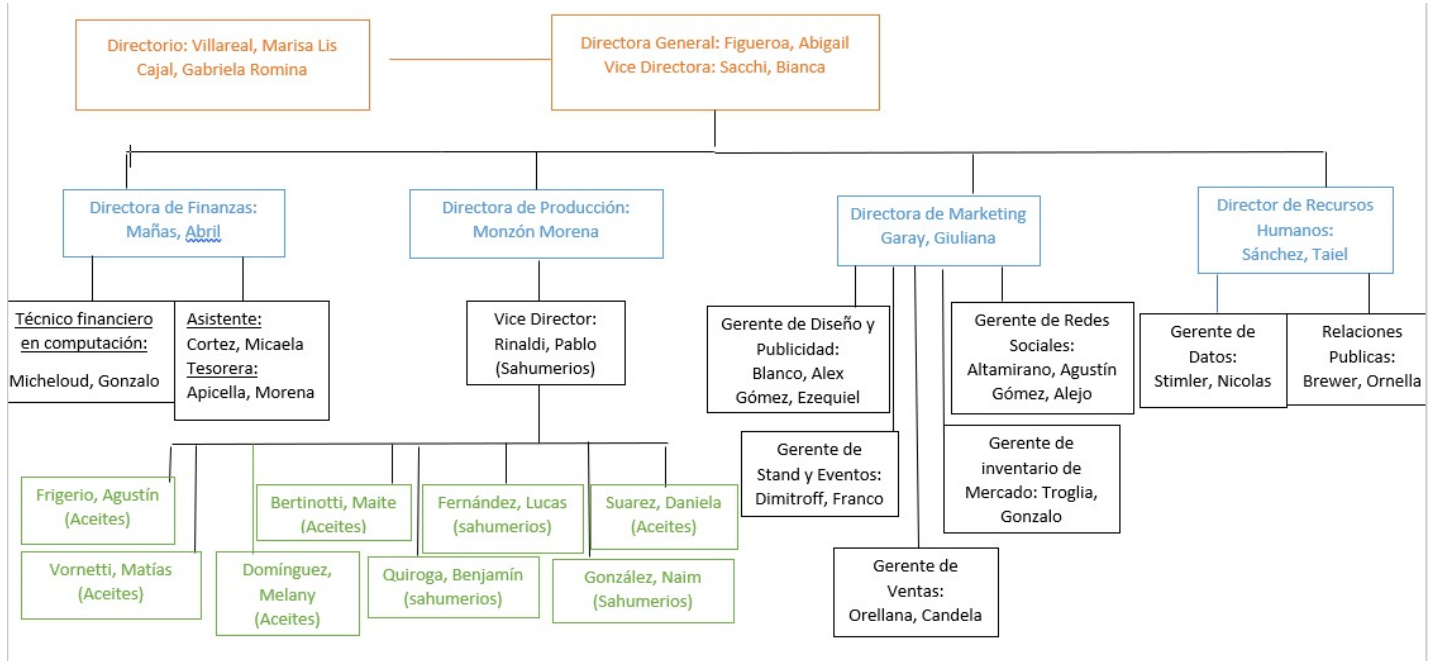 Directorio: Villareal, Marisa Lis
Cajal, Gabriela Romina
Directora General: Figueroa, Abigail
Vice Directora: Sacchi, Bianca
Directora de Finanzas:
Mañas, Abril
Directora de Producción:
Monzón Morena
Directora de Marketing
Garay, Giuliana
Director de Recursos
Humanos:
Sánchez, Taiel
Técnico financiero
en computación:
Micheloud, Gonzalo
Asistente:
Cortez, Micaela
Tesorera:
Apicella, Morena
Vice Director:
Rinaldi, Pablo
(Sahumerios)
Gerente de Diseño y
Publicidad:
Blanco, Alex
Gómez, Ezequiel
Gerente de Redes
Sociales:
Altamirano, Agustín
Gómez, Alejo
Gerente de
Datos:
Stimler, Nicolas
Relaciones
Publicas:
Brewer, Ornella
Gerente de
Stand y Eventos:
Dimitroff, Franco
Gerente de
inventario de
Mercado: Troglia,
Gonzalo
Frigerio, Agustín
(Aceites)
Bertinotti, Maite
(Aceites)
Fernández, Lucas
(sahumerios)
Suarez, Daniela
(Aceites)
Vornetti, Matías
(Aceites)
Domínguez,
Melany
(Aceites)
Quiroga, Benjamín
(sahumerios)
González, Naim
(Sahumerios)
Gerente de
Ventas:
Orellana, Candela